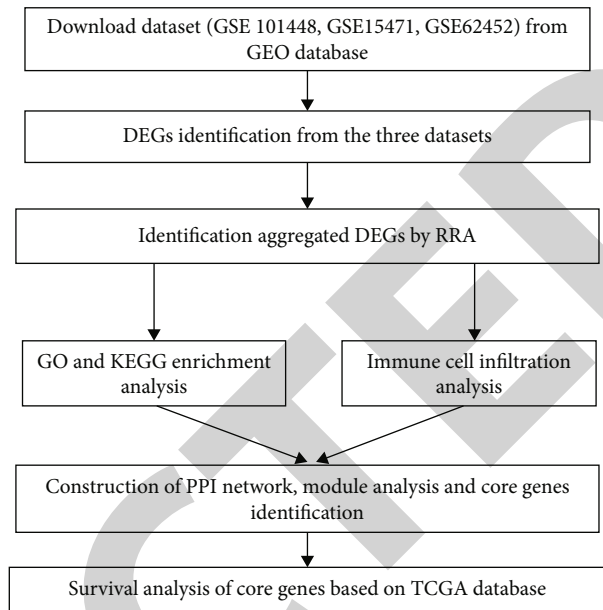 Download dataset (GSE 101448, GSE15471, GSE62452) from
GEO database
DEGs identification from the three datasets
Identification aggregated DEGs by RRA
GO and KEGG enrichment
analysis
Immune cell infiltration
analysis
Construction of PPI network, module analysis and core genes
identification
Survival analysis of core genes based on TCGA database
CTED